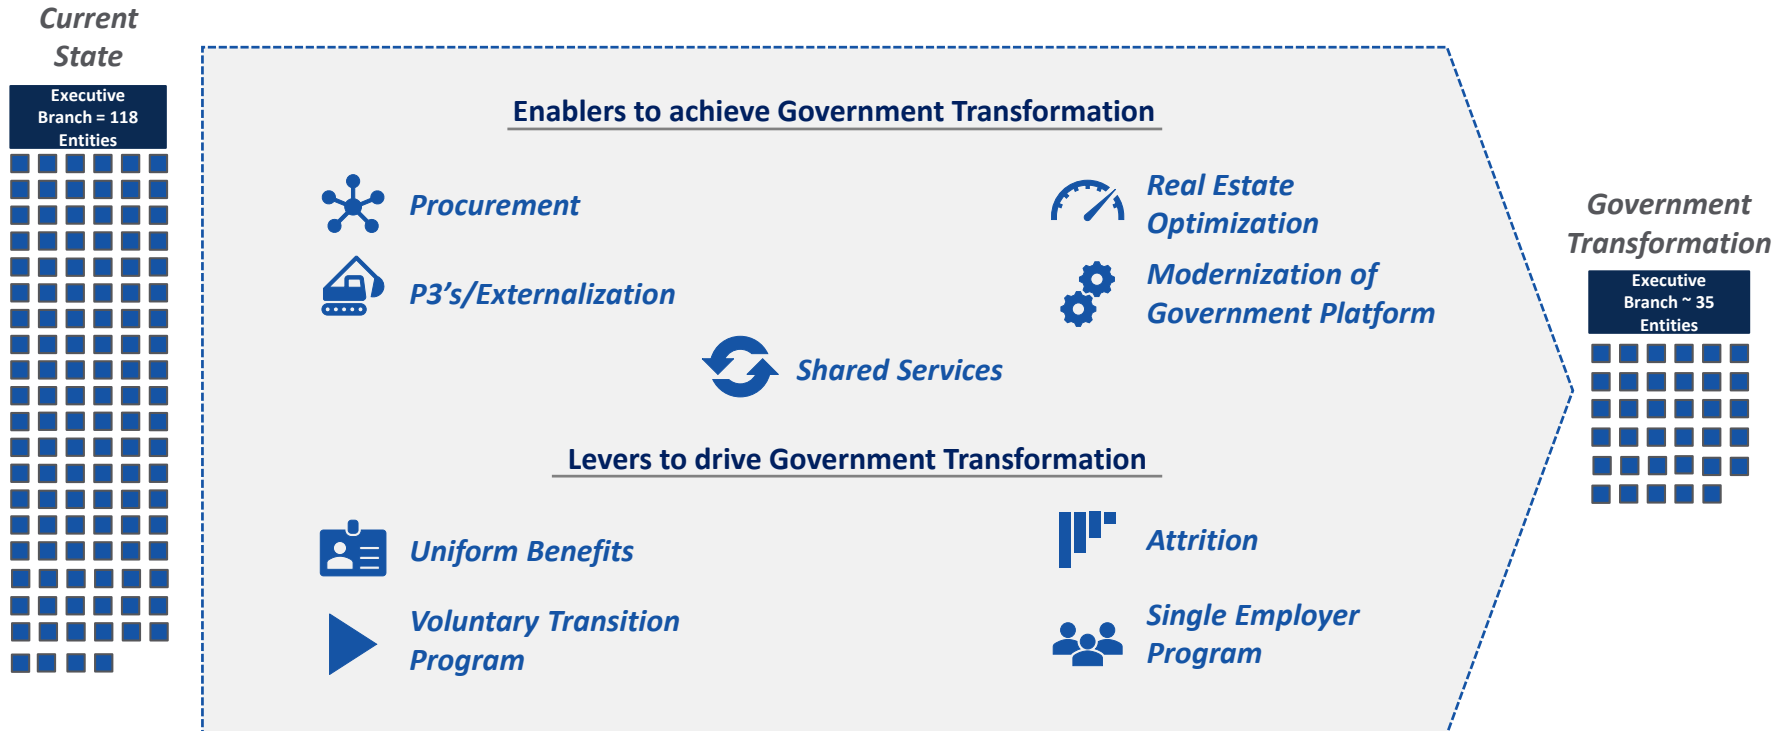 Current
State
Executive
Branch = 118
Entities
Enablers to achieve Government Transformation
Procurement
P3's/Externalization
Real Estate
Optimization
Modernization of
Government Platform
Shared Services
Levers to drive Government Transformation
Uniform Benefits
Voluntary Transition
Program
Attrition
Single Employer
Program
Government
Transformation
Executive
Branch ~ 35
Entities